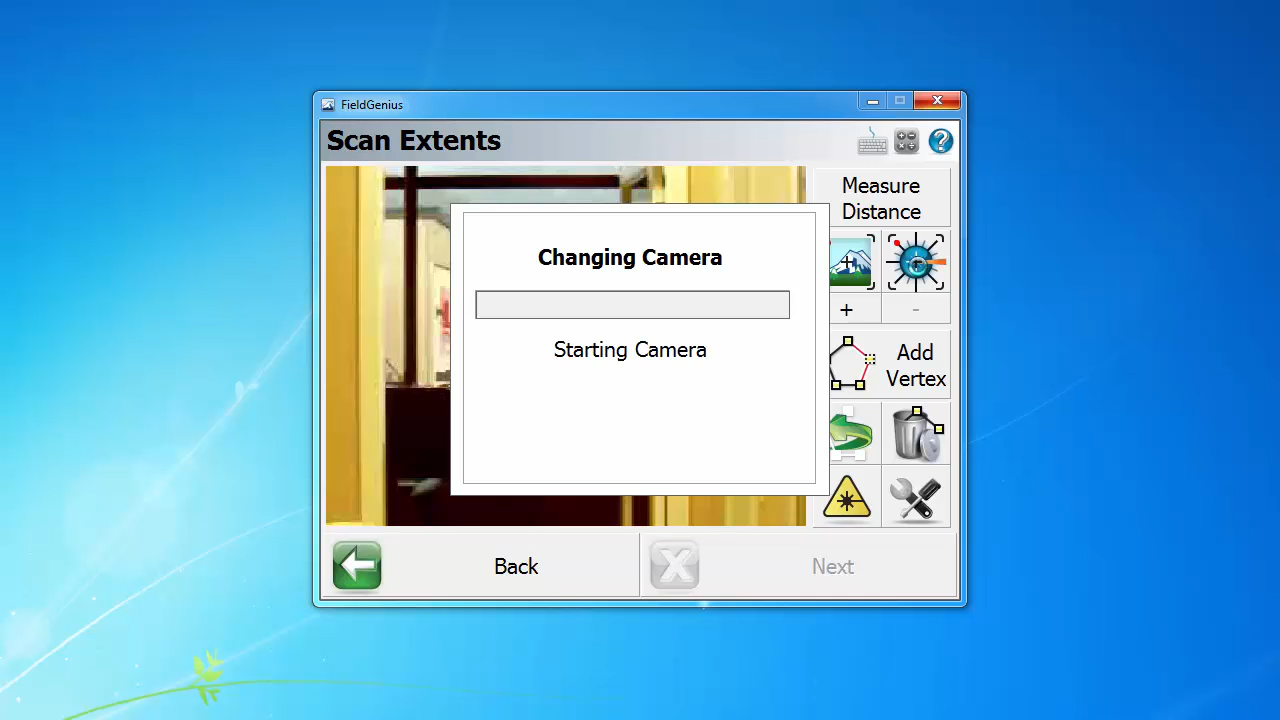 FieldGenius
Scan Extents
Measure
Distance
Changing Camera
Starting Camera
+
-
Add
Vertex
Back
Next